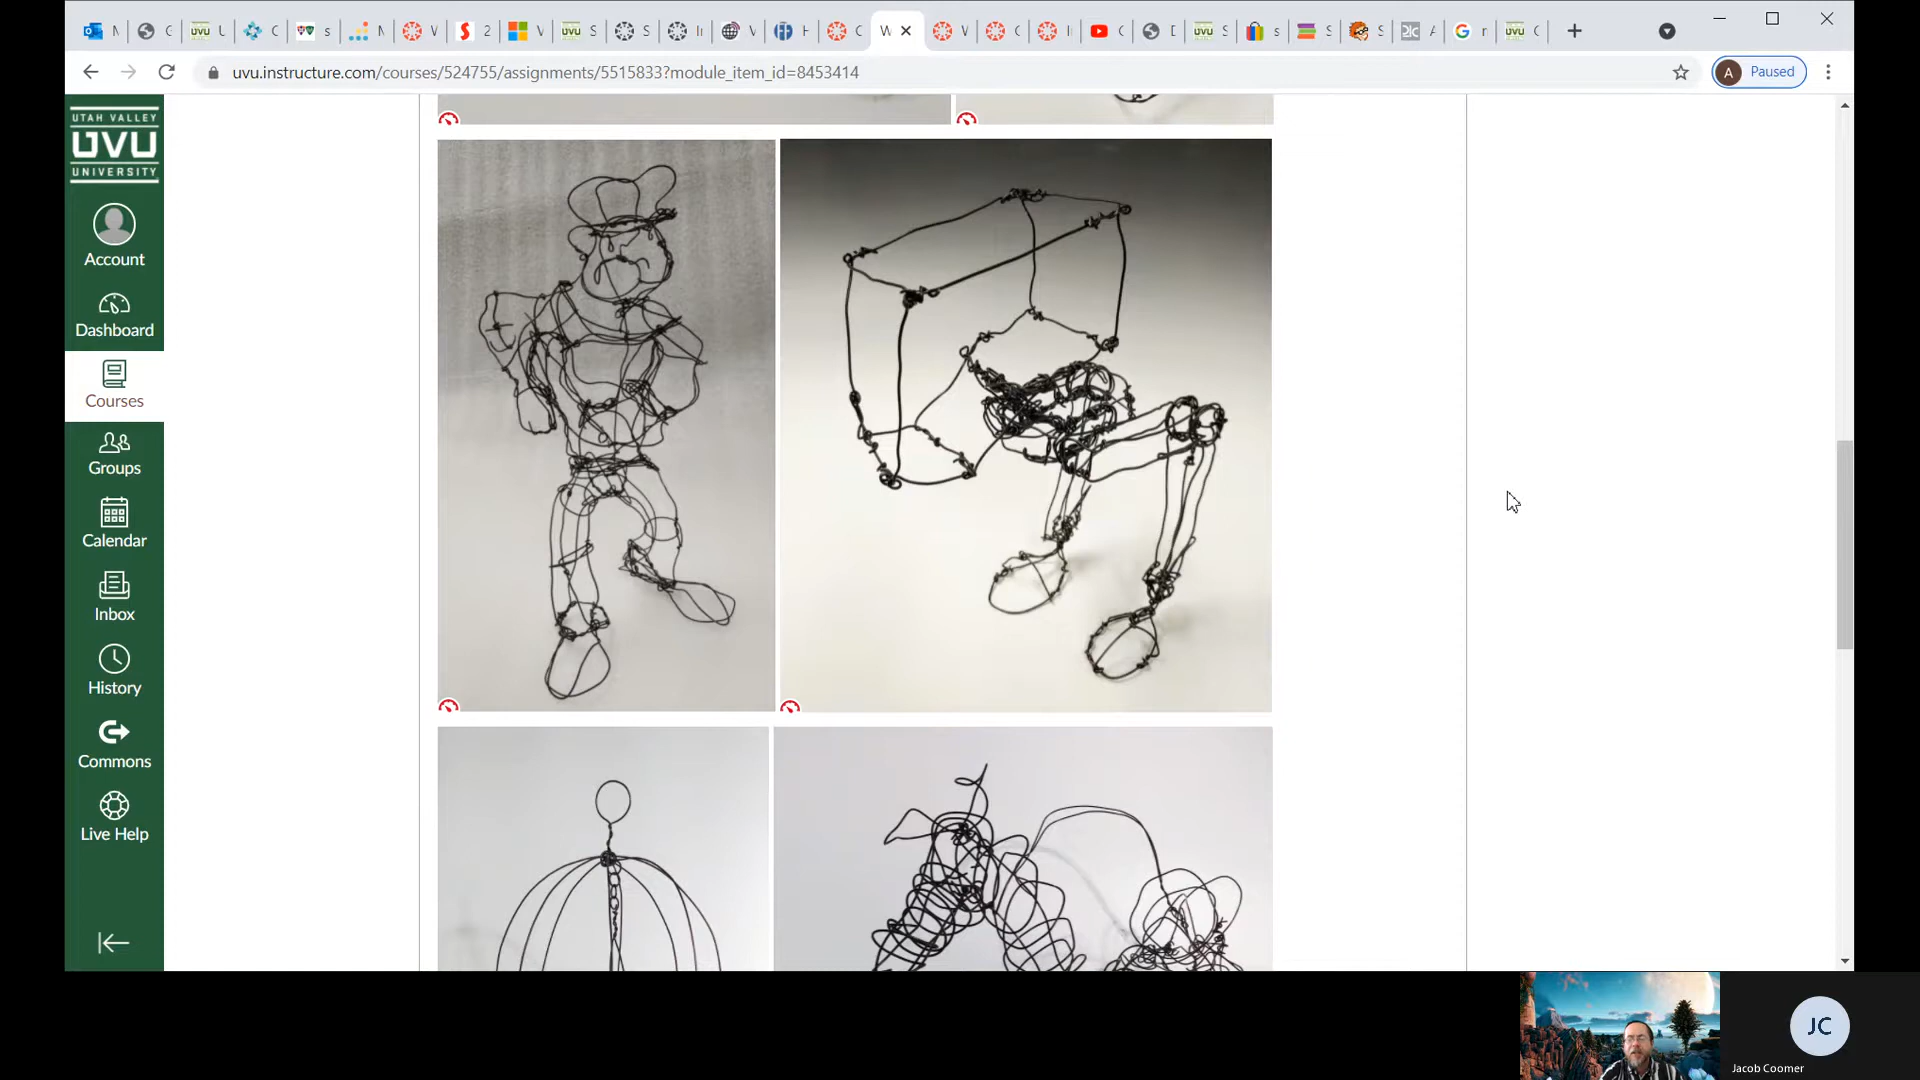 N
G
U
C
s
N
W
2
V
S
S
I
V
H
C
W
W
C
I
C
D
S
s
S
S
A
r
C
uvu.instructure.com/courses/524755/assignments/5515833?module_item_id=8453414
A Paused
UTAH VALLEY
UVU
UNIVERSITY
Account
Dashboard
Courses
Groups
Calendar
Inbox
History
Commons
Live Help
JC
Jacob Coomer